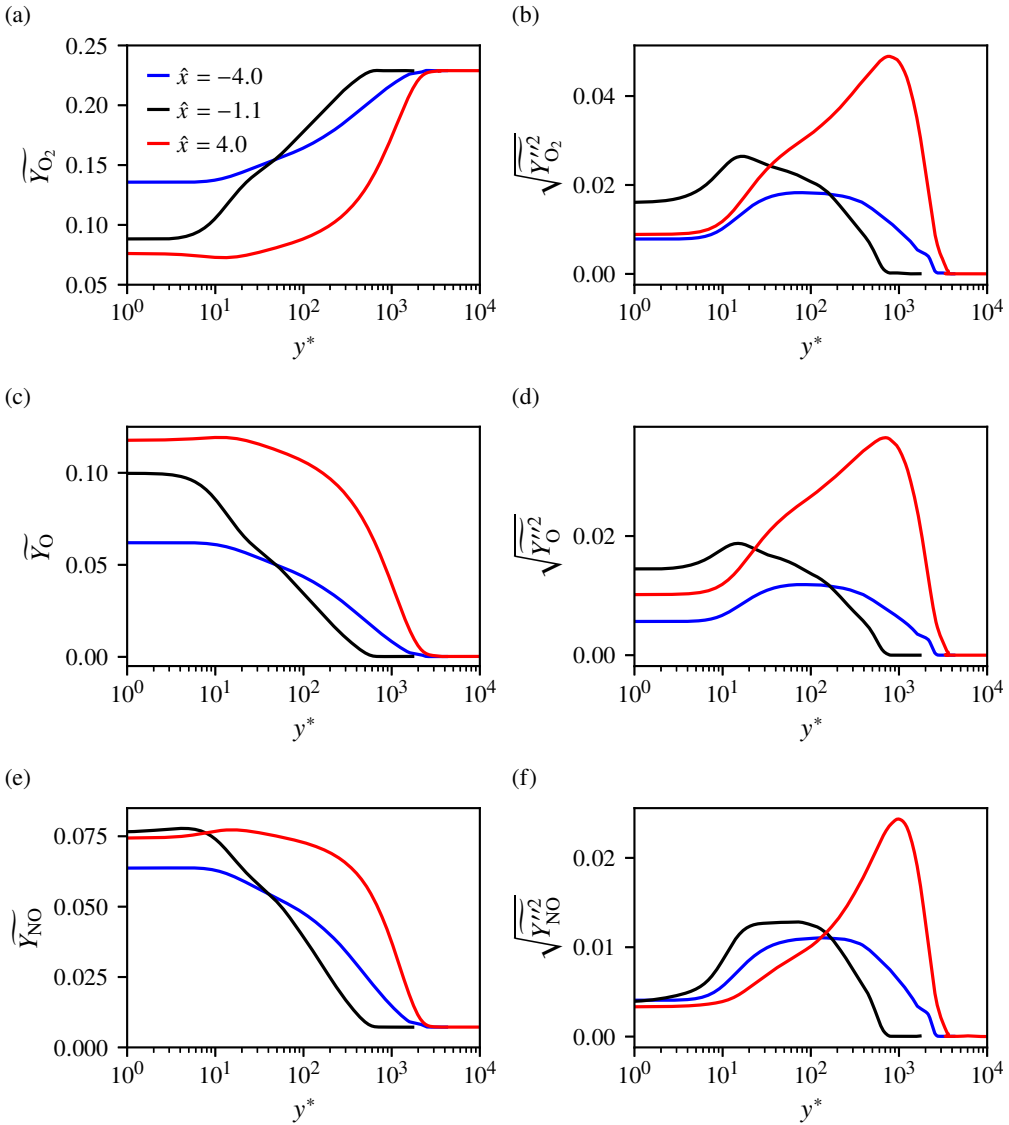 (a)
(b)
0.25
0.20
0.15
0.10
0.05
x̂ = −4.0
x̂ = −1.1
x̂ = 4.0
Ỹ_O₂
10⁰ 10¹ 10² 10³ 10⁴
y*
0.04
0.02
0.00
√Y″²_O₂
10⁰ 10¹ 10² 10³ 10⁴
y*
(c)
(d)
0.10
0.05
0.00
Ỹ_O
10⁰ 10¹ 10² 10³ 10⁴
y*
0.02
0.00
√Y″²_O
10⁰ 10¹ 10² 10³ 10⁴
y*
(e)
(f)
0.075
0.050
0.025
0.000
Ỹ_NO
10⁰ 10¹ 10² 10³ 10⁴
y*
0.02
0.01
0.00
√Y″²_NO
10⁰ 10¹ 10² 10³ 10⁴
y*